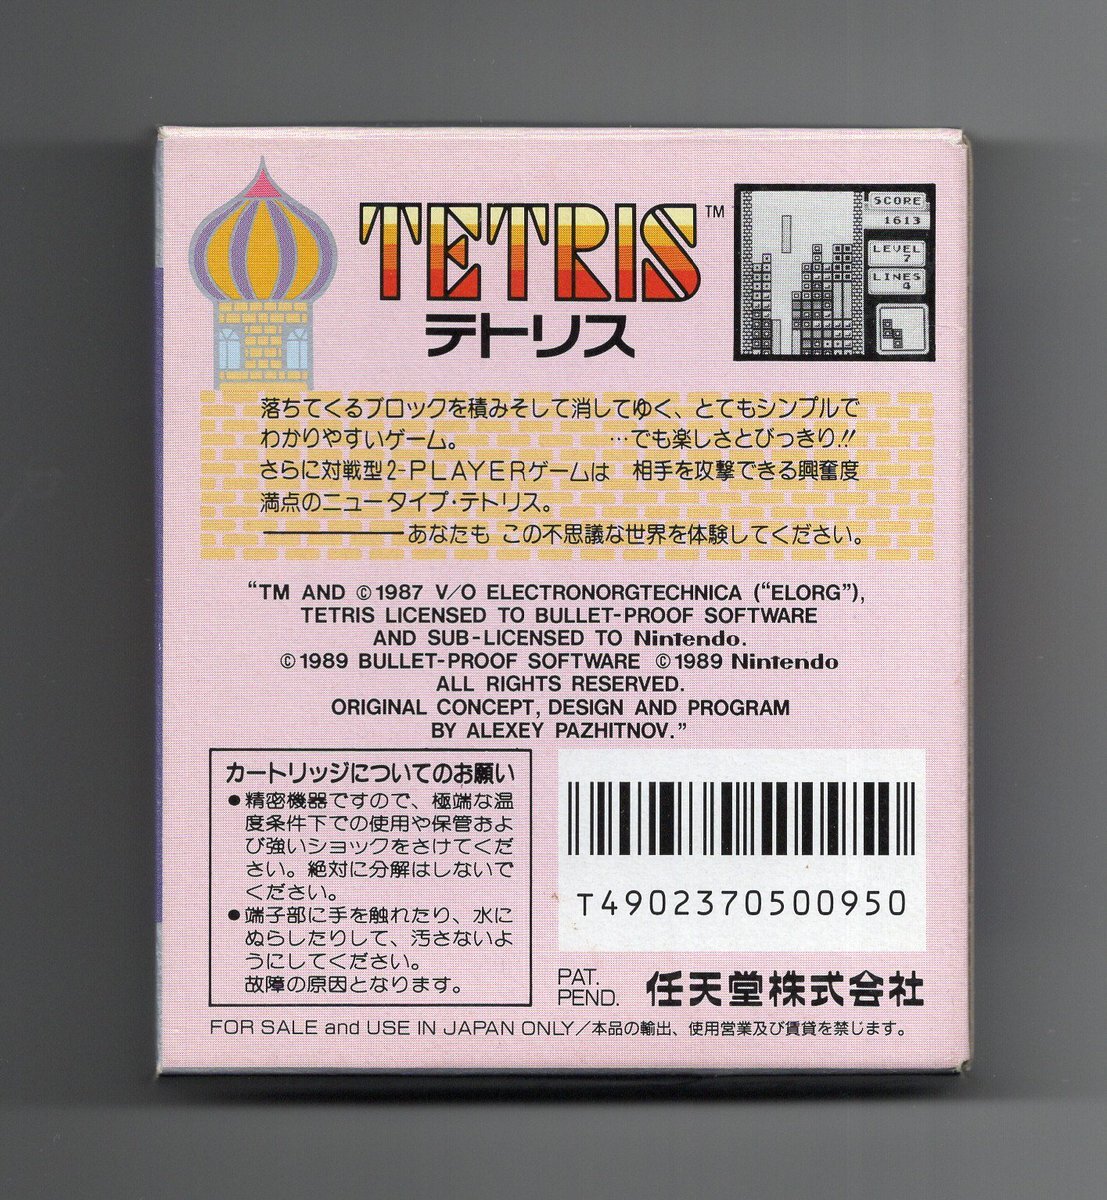 TETRIS™
テトリス
SCORE
1613
LEVEL
7
LINES
4
落ちてくるブロックを積みそして消してゆく、とてもシンプルで
わかりやすいゲーム。 …でも楽しさとびっきり!!
さらに対戦型2-PLAYERゲームは 相手を攻撃できる興奮度
満点のニュータイプ・テトリス。
――――――あなたも この不思議な世界を体験してください。
“TM AND ©1987 V/O ELECTRONORGTECHNICA (“ELORG”),
TETRIS LICENSED TO BULLET-PROOF SOFTWARE
AND SUB-LICENSED TO Nintendo.
©1989 BULLET-PROOF SOFTWARE ©1989 Nintendo
ALL RIGHTS RESERVED.
ORIGINAL CONCEPT, DESIGN AND PROGRAM
BY ALEXEY PAZHITNOV.”
カートリッジについてのお願い
●精密機器ですので、極端な温
度条件下での使用や保管およ
び強いショックをさけてくだ
さい。絶対に分解はしないで
ください。
●端子部に手を触れたり、水に
ぬらしたりして、汚さないよ
うにしてください。
故障の原因となります。
T4902370500950
PAT.
PEND.
任天堂株式会社
FOR SALE and USE IN JAPAN ONLY/本品の輸出、使用営業及び賃貸を禁じます。